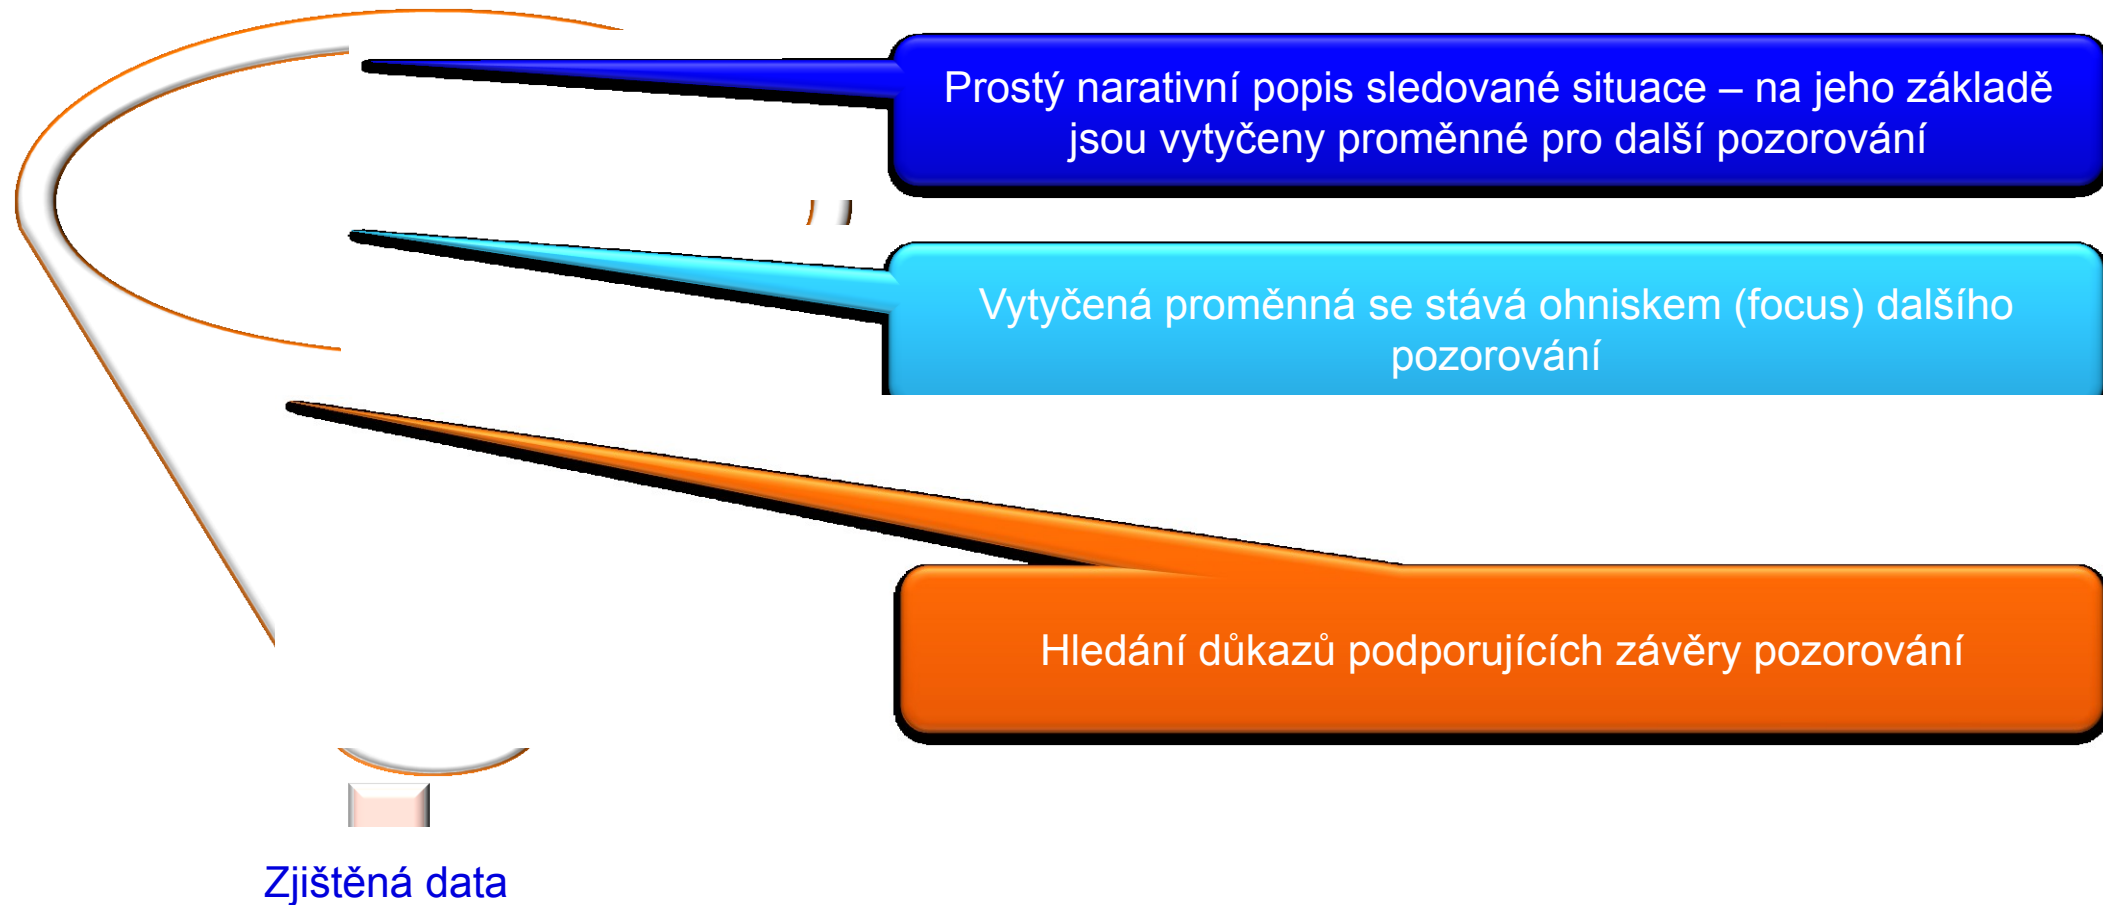 Prostý narativní popis sledované situace – na jeho základě
jsou vytyčeny proměnné pro další pozorování
Vytyčená proměnná se stává ohniskem (focus) dalšího
pozorování
Hledání důkazů podporujících závěry pozorování
Zjištěná data